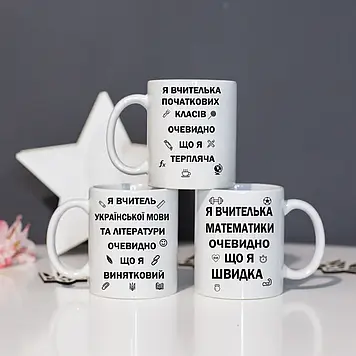 Я ВЧИТЕЛЬКА
ПОЧАТКОВИХ
КЛАСІВ
ОЧЕВИДНО
ЩО Я
ТЕРПЛЯЧА
fx
Я ВЧИТЕЛЬ
УКРАЇНСЬКОЇ МОВИ
ТА ЛІТЕРАТУРИ
ОЧЕВИДНО
ЩО Я
ВИНЯТКОВИЙ
Я ВЧИТЕЛЬКА
МАТЕМАТИКИ
ОЧЕВИДНО
ЩО Я
ШВИДКА